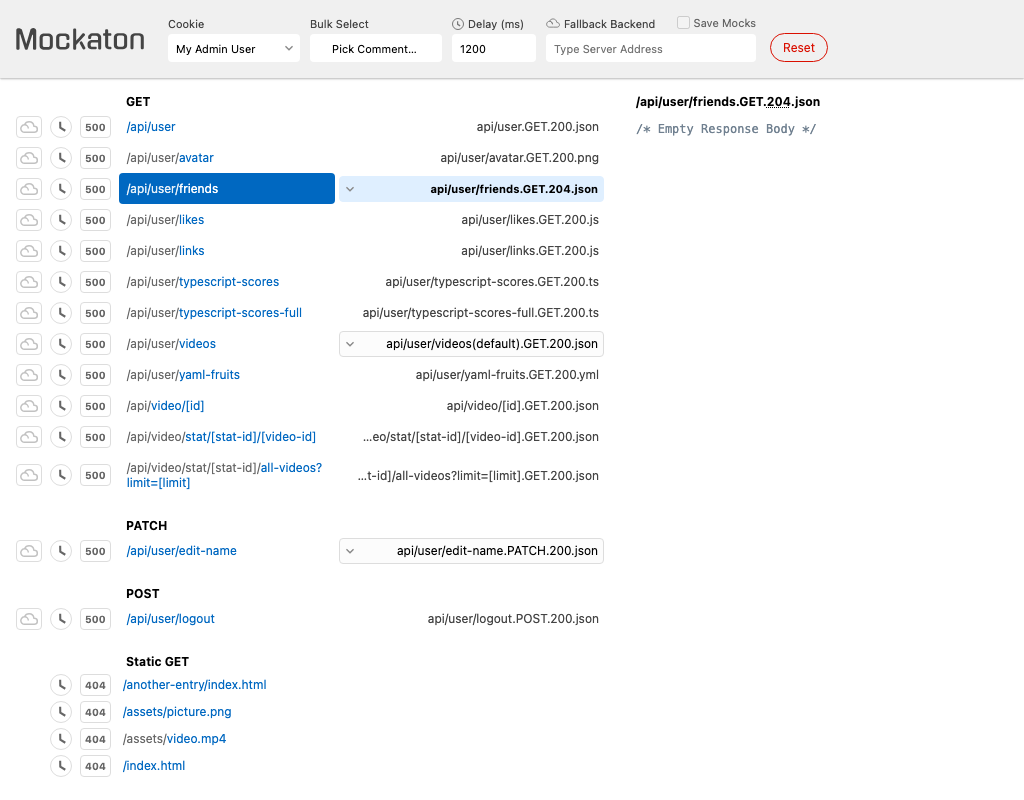 Mockaton
Cookie
My Admin User
Bulk Select
Pick Comment…
Delay (ms)
1200
Fallback Backend
Type Server Address
Save Mocks
Reset
GET
500 /api/user api/user.GET.200.json
500 /api/user/avatar api/user/avatar.GET.200.png
500 /api/user/friends api/user/friends.GET.204.json
500 /api/user/likes api/user/likes.GET.200.js
500 /api/user/links api/user/links.GET.200.js
500 /api/user/typescript-scores api/user/typescript-scores.GET.200.ts
500 /api/user/typescript-scores-full api/user/typescript-scores-full.GET.200.ts
500 /api/user/videos api/user/videos(default).GET.200.json
500 /api/user/yaml-fruits api/user/yaml-fruits.GET.200.yml
500 /api/video/[id] api/video/[id].GET.200.json
500 /api/video/stat/[stat-id]/[video-id] …eo/stat/[stat-id]/[video-id].GET.200.json
500 /api/video/stat/[stat-id]/all-videos? …t-id]/all-videos?limit=[limit].GET.200.json
limit=[limit]
PATCH
500 /api/user/edit-name api/user/edit-name.PATCH.200.json
POST
500 /api/user/logout api/user/logout.POST.200.json
Static GET
404 /another-entry/index.html
404 /assets/picture.png
404 /assets/video.mp4
404 /index.html
/api/user/friends.GET.204.json
/* Empty Response Body */